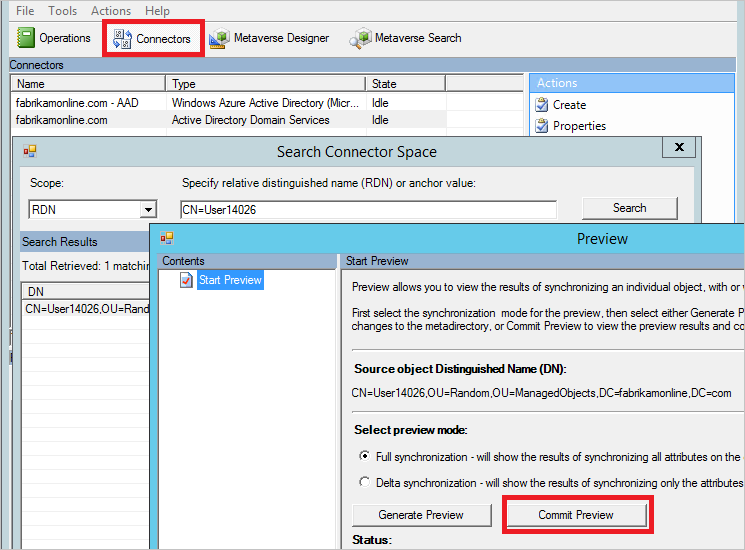 File Tools Actions Help
Operations Connectors Metaverse Designer Metaverse Search
Connectors
Name Type State
Actions
fabrikamonline.com - AAD Windows Azure Active Directory (Micr... Idle
Create
fabrikamonline.com Active Directory Domain Services Idle
Properties
Search Connector Space
x
Scope: Specify relative distinguished name (RDN) or anchor value:
RDN CN=User14026 Search
Search Results
Preview
Total Retrieved: 1 matchin
Contents
Start Preview
Start Preview
DN
CN=User14026,OU=Rand
Preview allows you to view the results of synchronizing an individual object, with or
First select the synchronization mode for the preview, then select either Generate P
changes to the metadirectory, or Commit Preview to view the preview results and co
Source object Distinguished Name (DN):
CN=User14026,OU=Random,OU=ManagedObjects,DC=fabrikamonline,DC=com
Select preview mode:
Full synchronization - will show the results of synchronizing all attributes on the
Delta synchronization - will show the results of synchronizing only the attributes
Generate Preview Commit Preview
Status: